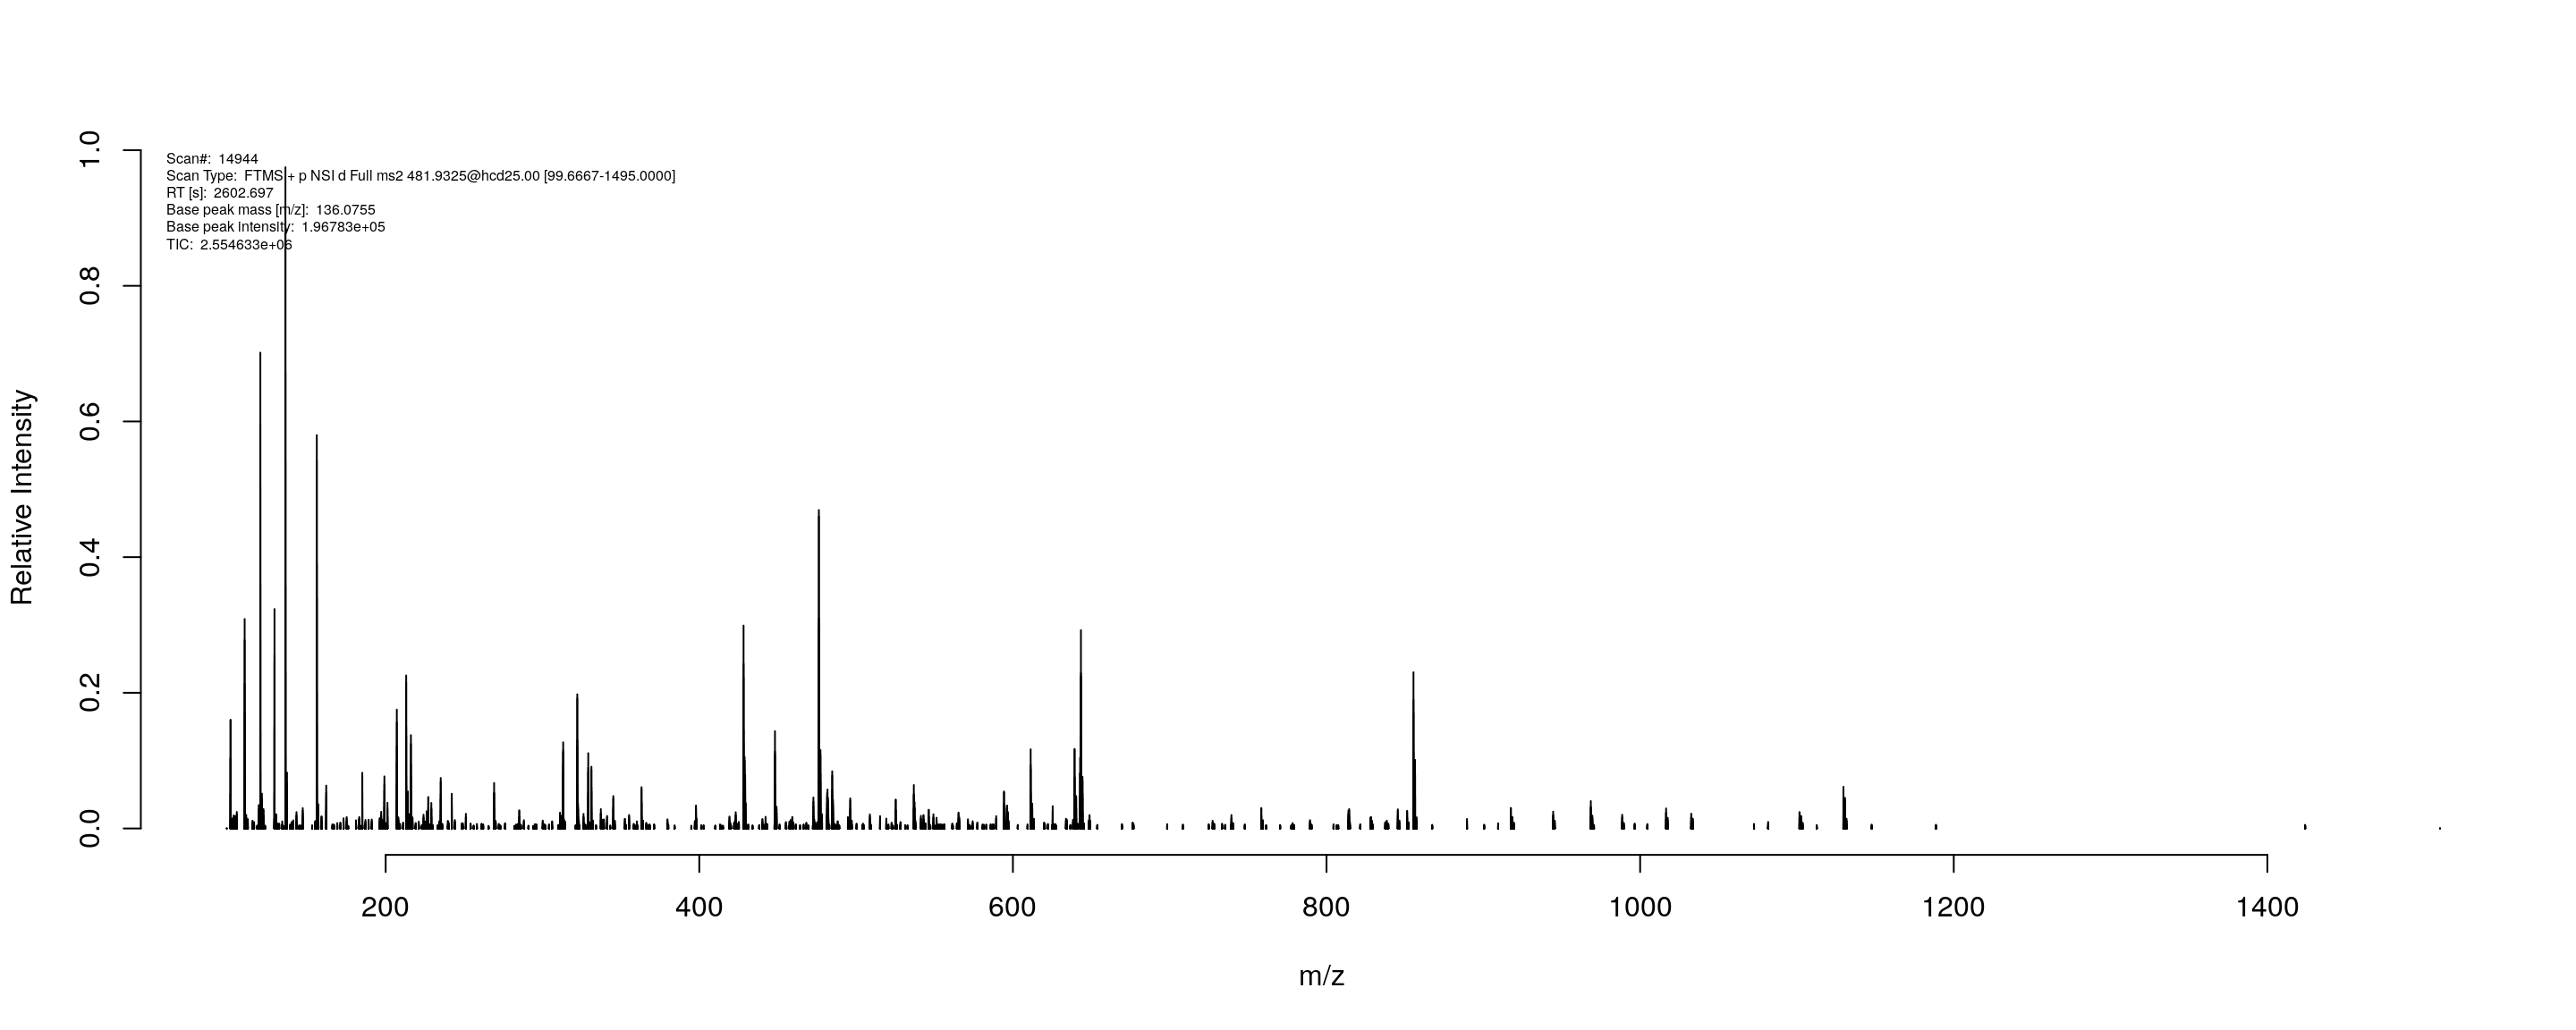 Scan#: 14944
Scan Type: FTMS + p NSI d Full ms2 481.9325@hcd25.00 [99.6667-1495.0000]
RT [s]: 2602.697
Base peak mass [m/z]: 136.0755
Base peak intensity: 1.96783e+05
TIC: 2.554633e+06
Relative Intensity
1.0
0.8
0.6
0.4
0.2
0.0
200 400 600 800 1000 1200 1400
m/z